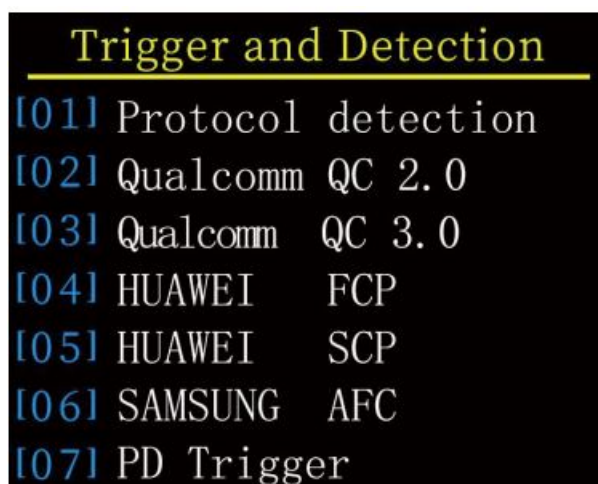 Trigger and Detection
[01] Protocol detection
[02] Qualcomm QC 2.0
[03] Qualcomm QC 3.0
[04] HUAWEI FCP
[05] HUAWEI SCP
[06] SAMSUNG AFC
[07] PD Trigger